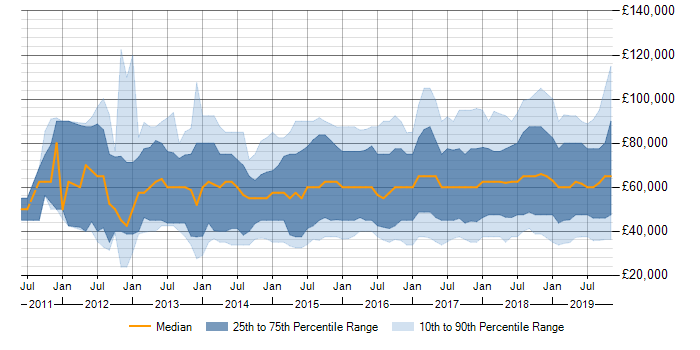 £140,000
£120,000
£100,000
£80,000
£60,000
£40,000
£20,000
Jul Jan Jul Jan Jul Jan Jul Jan Jul Jan Jul Jan Jul Jan Jul Jan Jul
2011 2012 2013 2014 2015 2016 2017 2018 2019
Median 25th to 75th Percentile Range 10th to 90th Percentile Range